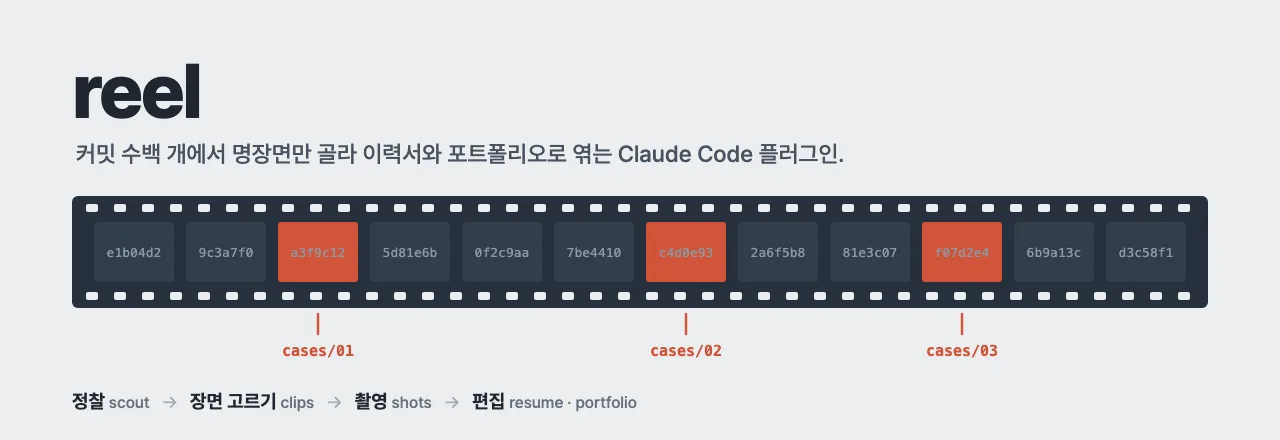 reel
커밋 수백 개에서 명장면만 골라 이력서와 포트폴리오로 엮는 Claude Code 플러그인.
e1b04d2 9c3a7f0 a3f9c12 5d81e6b 0f2c9aa 7be4410 c4d0e93 2a6f5b8 81e3c07 f07d2e4 6b9a13c d3c58f1
cases/01 cases/02 cases/03
정찰 scout → 장면 고르기 clips → 촬영 shots → 편집 resume · portfolio